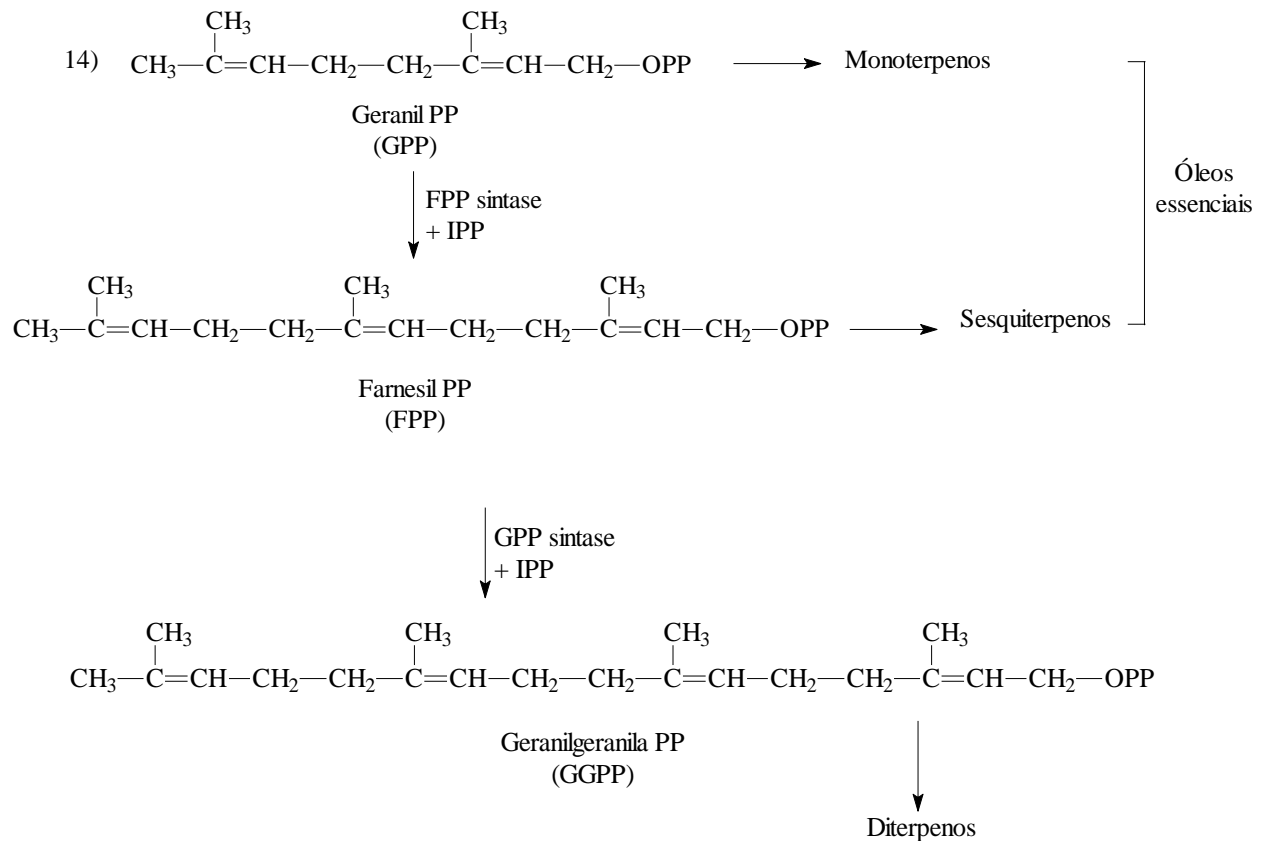 14) CH3 CH3
CH3—C=CH—CH2—CH2—C=CH—CH2—OPP
Monoterpenos
Geranil PP
(GPP)
Óleos
essenciais
FPP sintase
+ IPP
CH3 CH3 CH3
CH3—C=CH—CH2—CH2—C=CH—CH2—CH2—C=CH—CH2—OPP
Sesquiterpenos
Farnesil PP
(FPP)
GPP sintase
+ IPP
CH3 CH3 CH3 CH3
CH3—C=CH—CH2—CH2—C=CH—CH2—CH2—C=CH—CH2—CH2—C=CH—CH2—OPP
Geranilgeranila PP
(GGPP)
Diterpenos